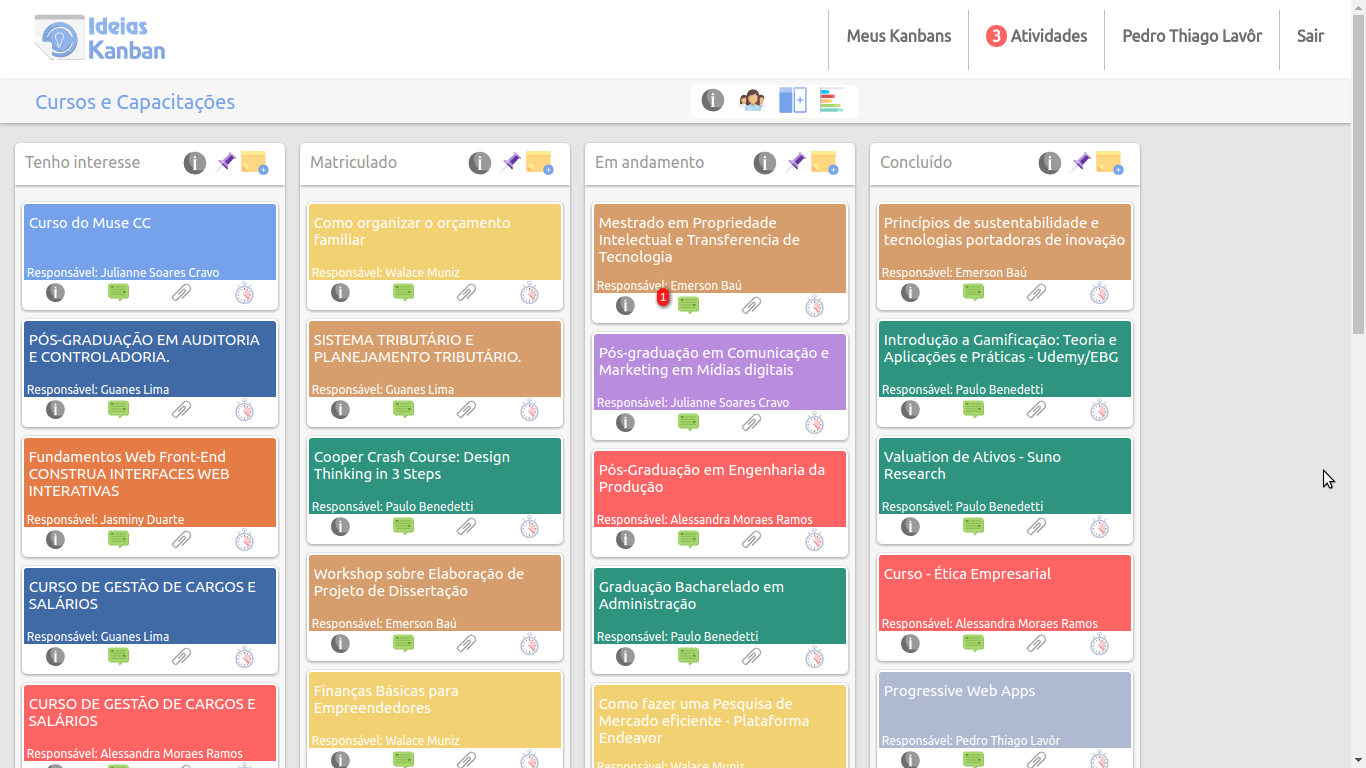 Ideias
Kanban
Meus Kanbans
3 Atividades
Pedro Thiago Lavôr
Sair
Cursos e Capacitações
Tenho interesse
Curso do Muse CC
Responsável: Julianne Soares Cravo
PÓS-GRADUAÇÃO EM AUDITORIA
E CONTROLADORIA.
Responsável: Guanes Lima
Fundamentos Web Front-End
CONSTRUA INTERFACES WEB
INTERATIVAS
Responsável: Jasminy Duarte
CURSO DE GESTÃO DE CARGOS E
SALÁRIOS
Responsável: Guanes Lima
CURSO DE GESTÃO DE CARGOS E
SALÁRIOS
Responsável: Alessandra Moraes Ramos
Matriculado
Como organizar o orçamento
familiar
Responsável: Walace Muniz
SISTEMA TRIBUTÁRIO E
PLANEJAMENTO TRIBUTÁRIO.
Responsável: Guanes Lima
Cooper Crash Course: Design
Thinking in 3 Steps
Responsável: Paulo Benedetti
Workshop sobre Elaboração de
Projeto de Dissertação
Responsável: Emerson Baú
Finanças Básicas para
Empreendedores
Responsável: Walace Muniz
Em andamento
Mestrado em Propriedade
Intelectual e Transferencia de
Tecnologia
Responsável: Emerson Baú
1
Pós-graduação em Comunicação e
Marketing em Mídias digitais
Responsável: Julianne Soares Cravo
Pós-Graduação em Engenharia da
Produção
Responsável: Alessandra Moraes Ramos
Graduação Bacharelado em
Administração
Responsável: Paulo Benedetti
Como fazer uma Pesquisa de
Mercado eficiente - Plataforma
Endeavor
Responsável: Walace Muniz
Concluído
Princípios de sustentabilidade e
tecnologias portadoras de inovação
Responsável: Emerson Baú
Introdução a Gamificação: Teoria e
Aplicações e Práticas - Udemy/EBG
Responsável: Paulo Benedetti
Valuation de Ativos - Suno
Research
Responsável: Paulo Benedetti
Curso - Ética Empresarial
Responsável: Alessandra Moraes Ramos
Progressive Web Apps
Responsável: Pedro Thiago Lavôr